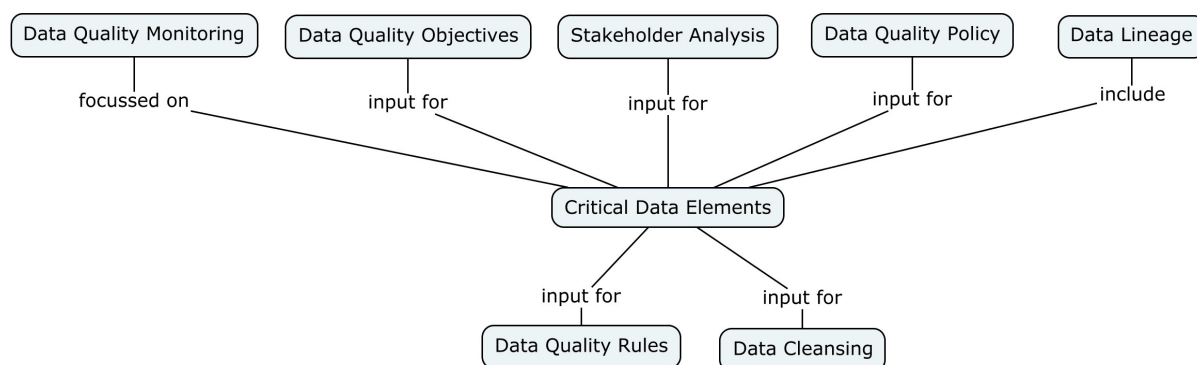 Data Quality Monitoring
Data Quality Objectives
Stakeholder Analysis
Data Quality Policy
Data Lineage
focussed on
input for
input for
input for
include
Critical Data Elements
input for
input for
Data Quality Rules
Data Cleansing